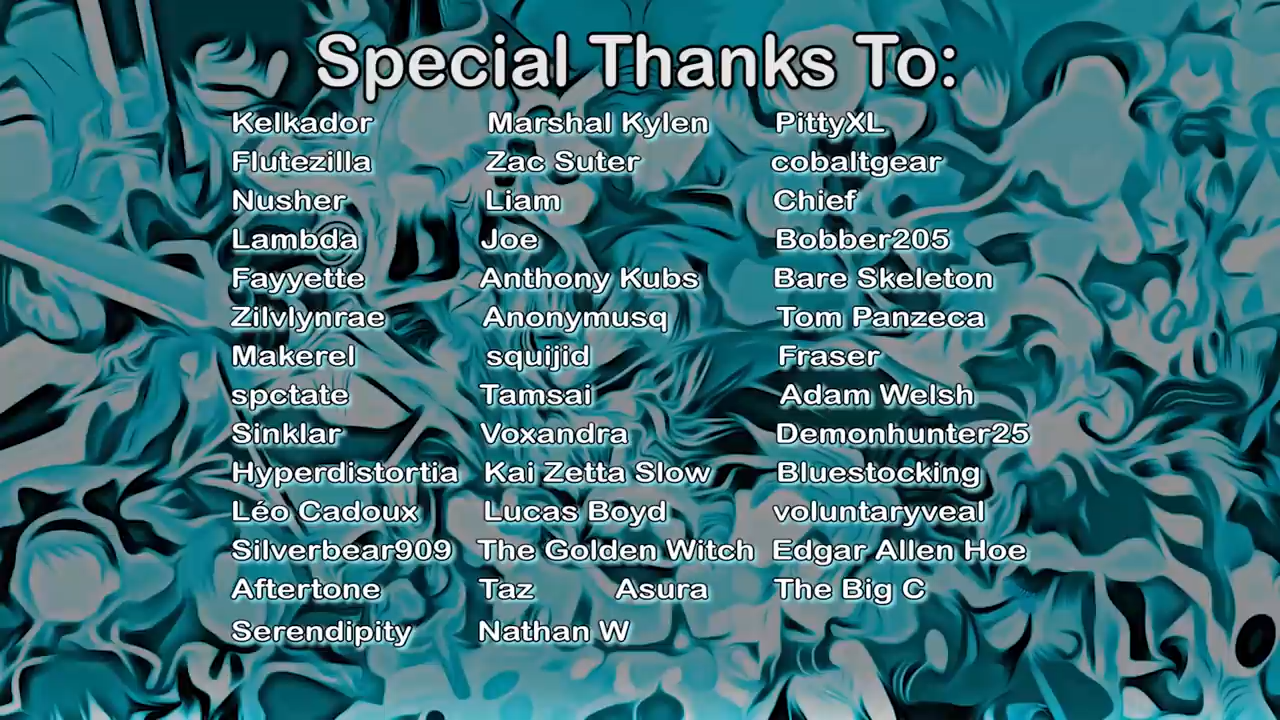 Special Thanks To:
Kelkador Marshal Kylen PittyXL
Flutezilla Zac Suter cobaltgear
Nusher Liam Chief
Lambda Joe Bobber205
Fayyette Anthony Kubs Bare Skeleton
Zilvlynrae Anonymusq Tom Panzeca
Makerel squijid Fraser
spctate Tamsai Adam Welsh
Sinklar Voxandra Demonhunter25
Hyperdistortia Kai Zetta Slow Bluestocking
Léo Cadoux Lucas Boyd voluntaryveal
Silverbear909 The Golden Witch Edgar Allen Hoe
Aftertone Taz Asura The Big C
Serendipity Nathan W